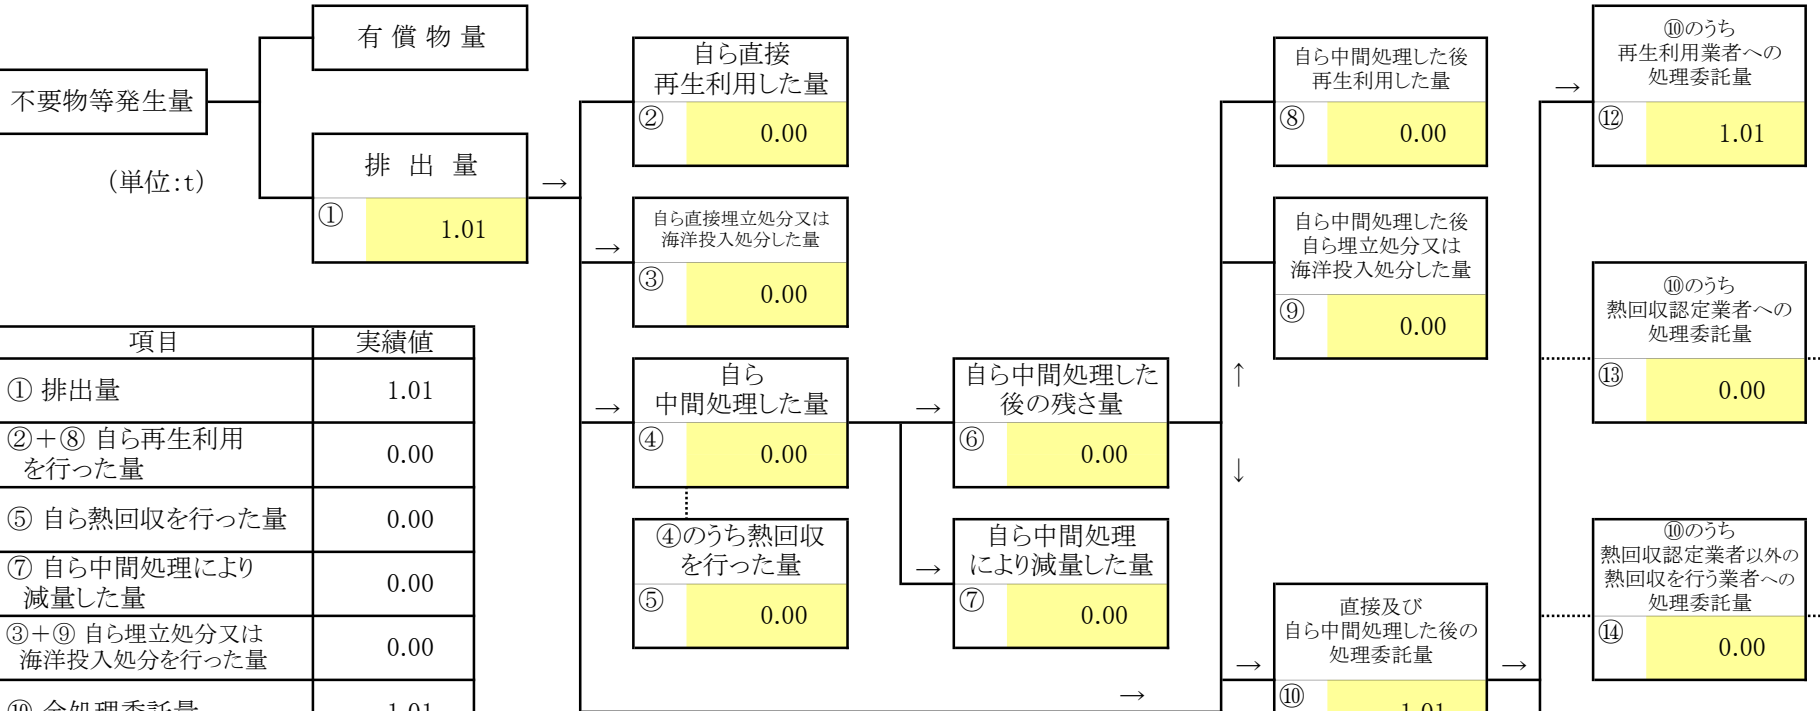 有 償 物 量
不要物等発生量
(単位:t)
排 出 量
①
1.01
→
自ら直接
再生利用した量
②
0.00
→
自ら直接埋立処分又は
海洋投入処分した量
③
0.00
→
自ら
中間処理した量
④
0.00
④のうち熱回収
を行った量
⑤
0.00
→
自ら中間処理した
後の残さ量
⑥
0.00
→
自ら中間処理
により減量した量
⑦
0.00
→
自ら中間処理した後
再生利用した量
⑧
0.00
自ら中間処理した後
自ら埋立処分又は
海洋投入処分した量
⑨
0.00
↑
↓
→
直接及び
自ら中間処理した後の
処理委託量
⑩
1.01
→
→
⑩のうち
再生利用業者への
処理委託量
⑫
1.01
⑩のうち
熱回収認定業者への
処理委託量
⑬
0.00
⑩のうち
熱回収認定業者以外の
熱回収を行う業者への
処理委託量
⑭
0.00
項目 実績値
① 排出量 1.01
②+⑧ 自ら再生利用
を行った量 0.00
⑤ 自ら熱回収を行った量 0.00
⑦ 自ら中間処理により
減量した量 0.00
③+⑨ 自ら埋立処分又は
海洋投入処分を行った量 0.00
⑩ 全処理委託量 1.01